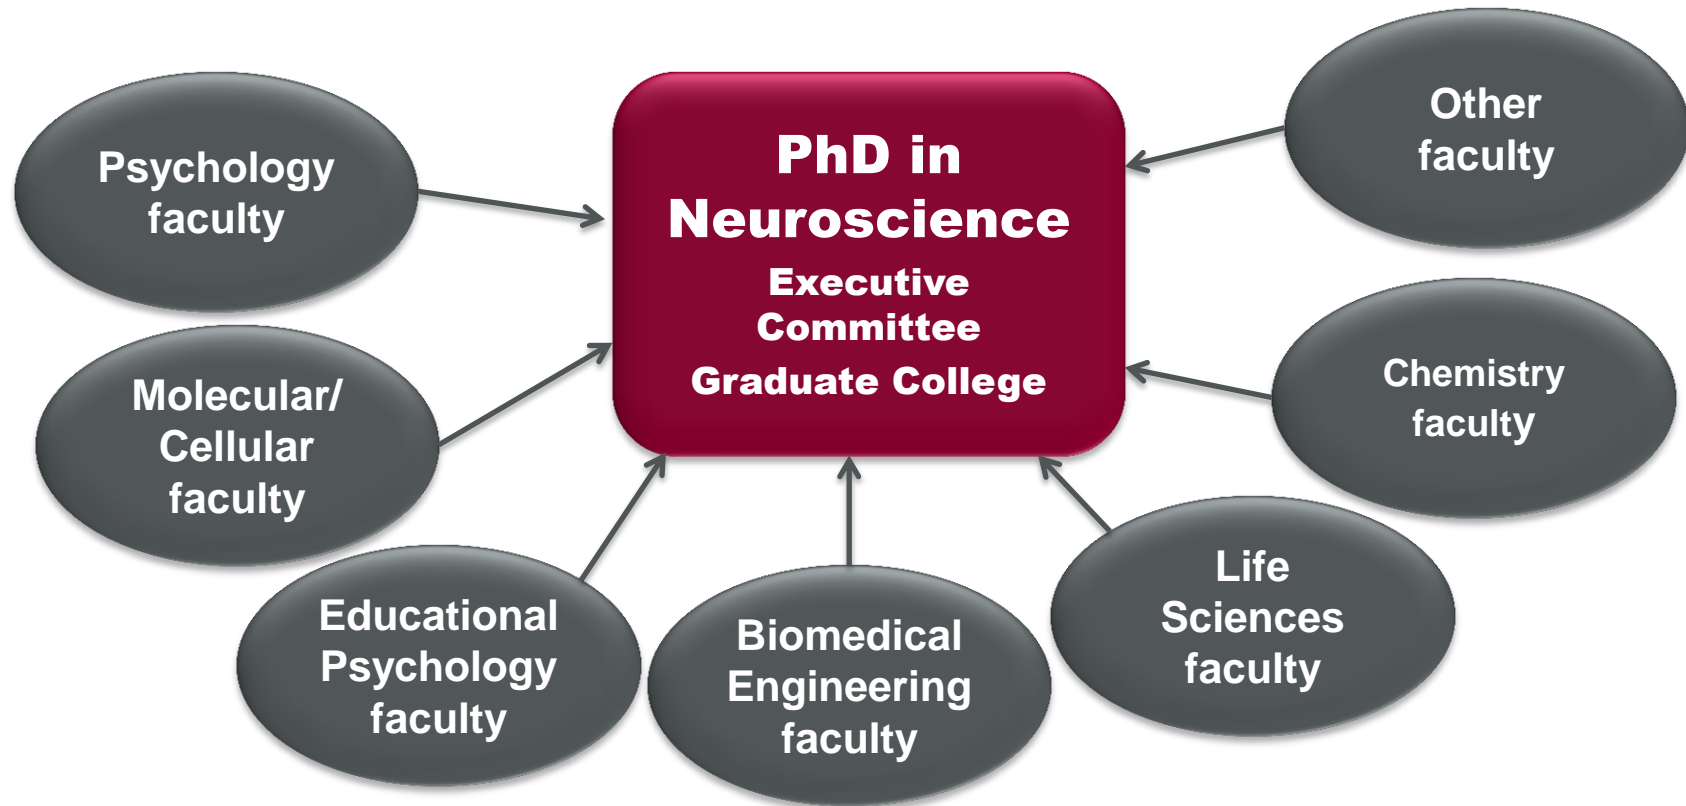 Psychology
faculty
PhD in
Neuroscience
Executive
Committee
Graduate College
Other
faculty
Molecular/
Cellular
faculty
Chemistry
faculty
Educational
Psychology
faculty
Biomedical
Engineering
faculty
Life
Sciences
faculty